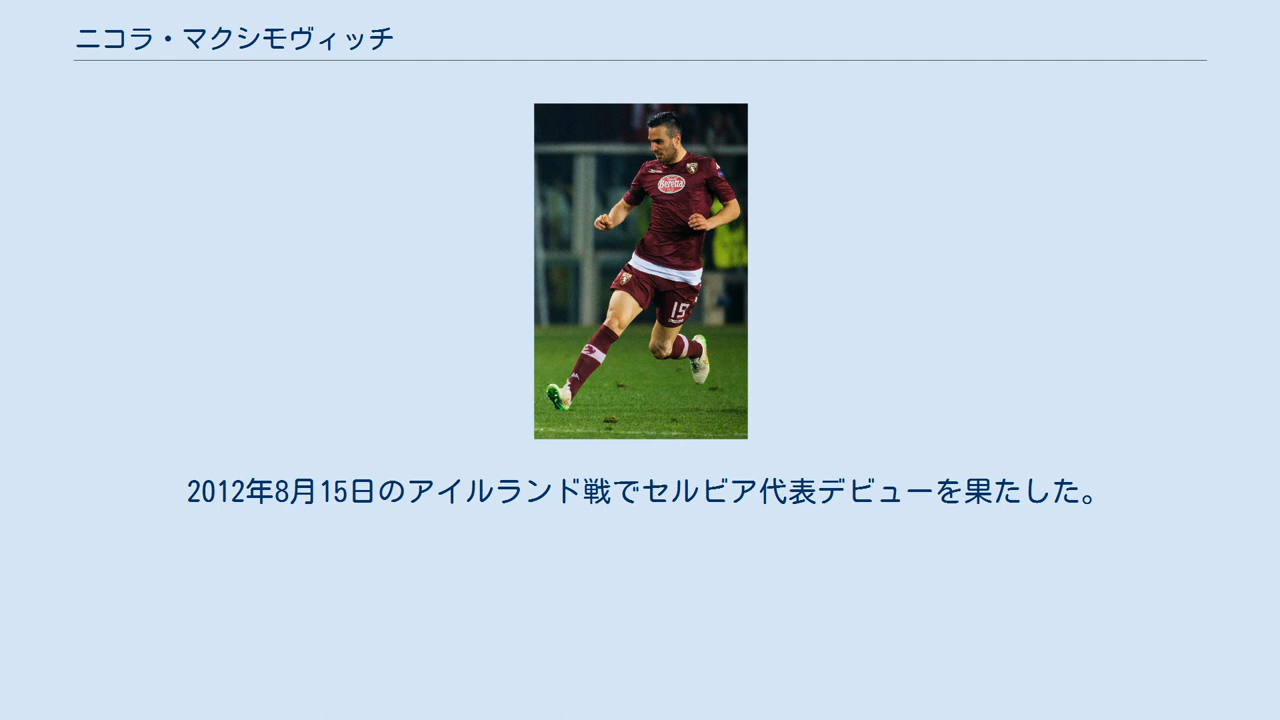 ニコラ・マクシモヴィッチ
Beretta
19
2012年8月15日のアイルランド戦でセルビア代表デビューを果たした。